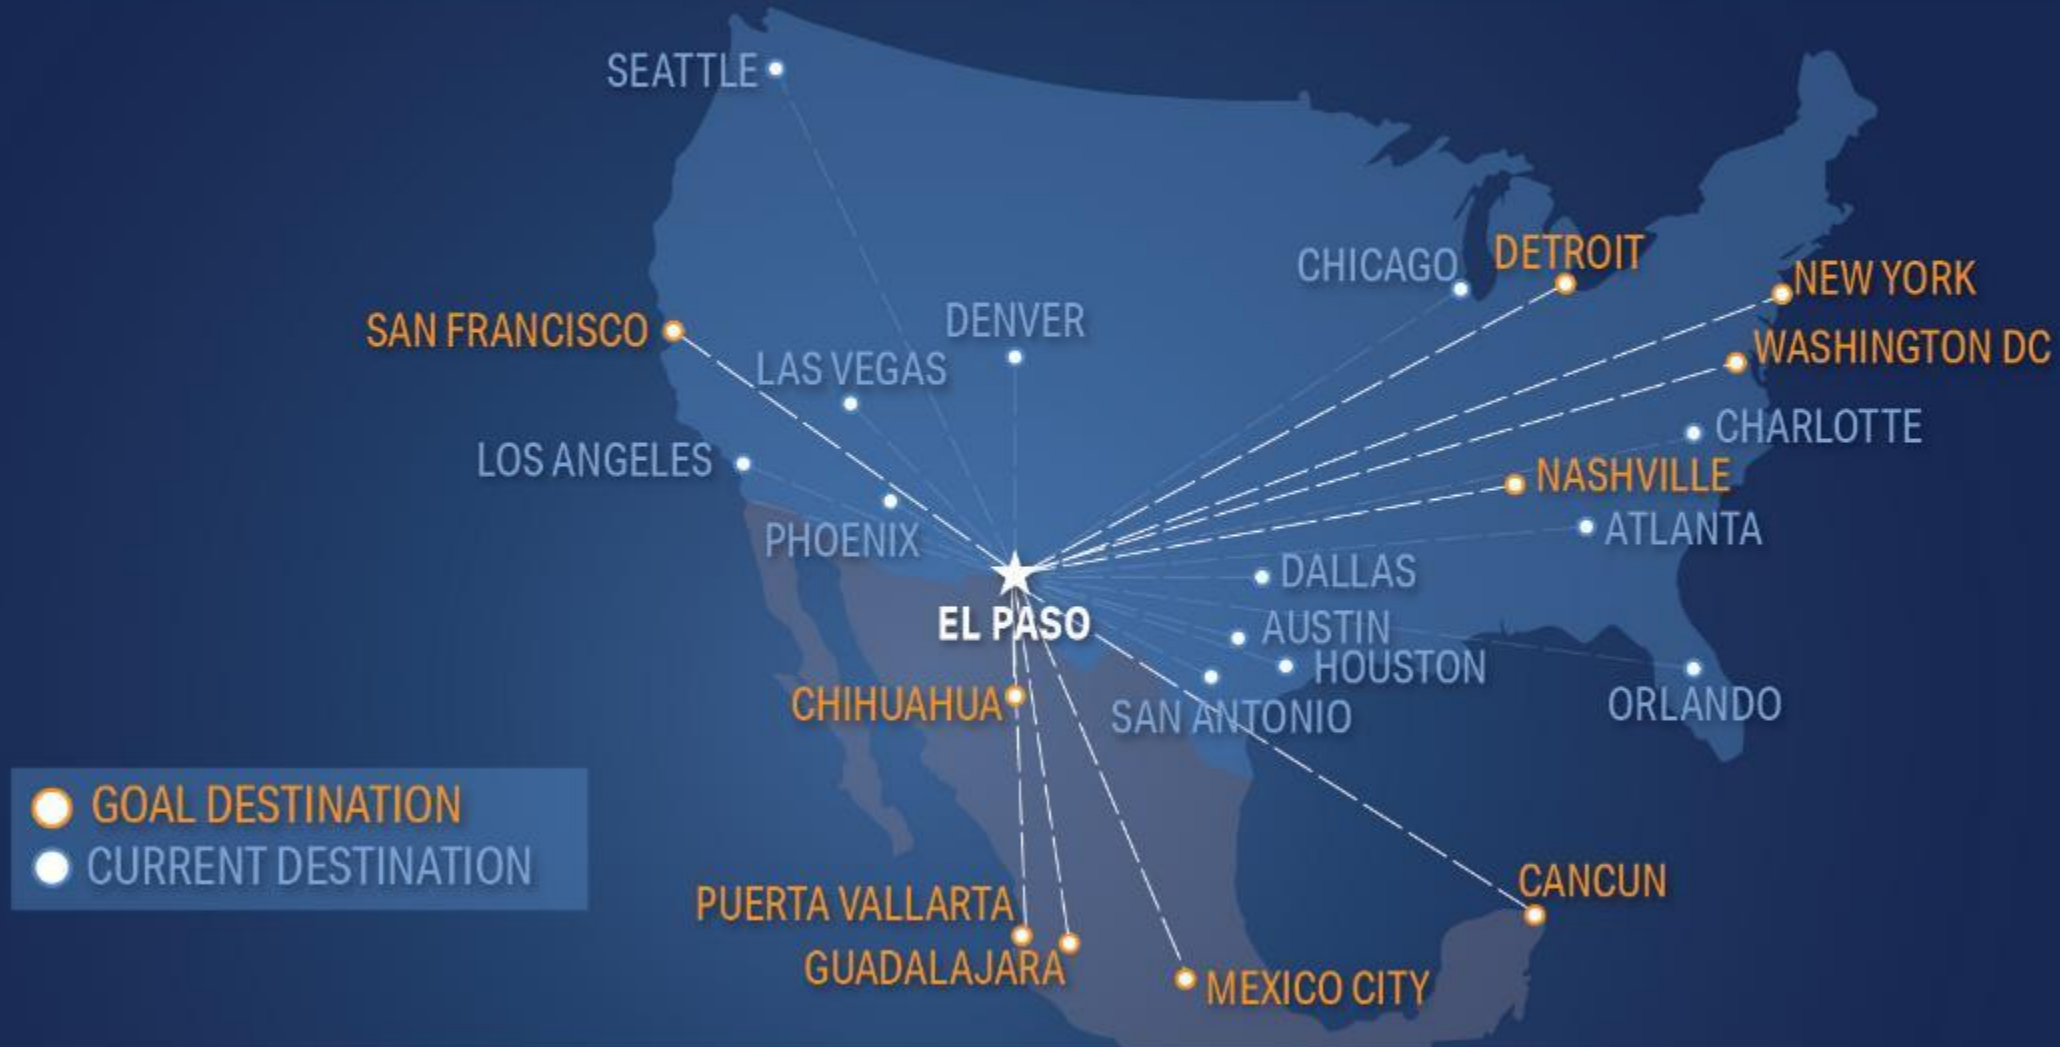 SEATTLE
CHICAGO
DETROIT
NEW YORK
SAN FRANCISCO
DENVER
WASHINGTON DC
LAS VEGAS
CHARLOTTE
LOS ANGELES
NASHVILLE
PHOENIX
ATLANTA
DALLAS
EL PASO
AUSTIN
HOUSTON
CHIHUAHUA
SAN ANTONIO
ORLANDO
GOAL DESTINATION
CURRENT DESTINATION
CANCUN
PUERTA VALLARTA
GUADALAJARA
MEXICO CITY